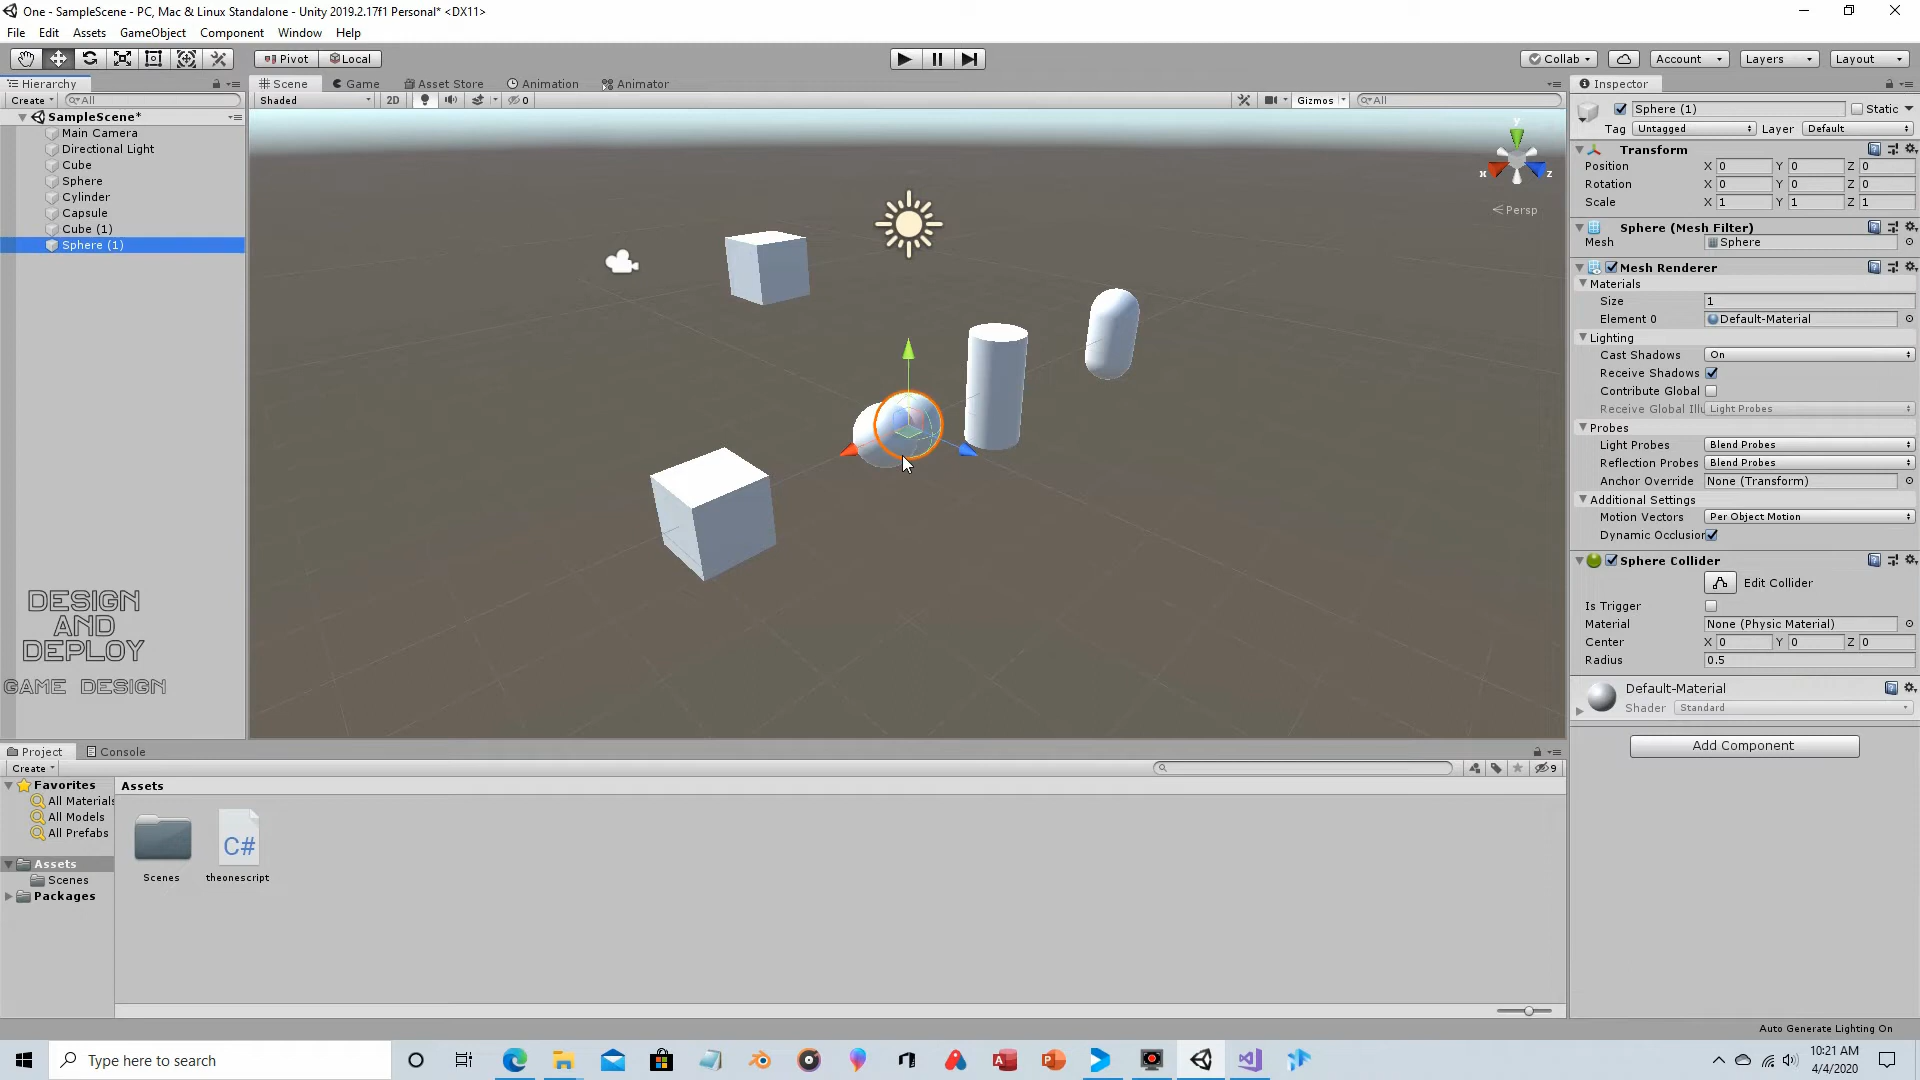 One - SampleScene - PC, Mac & Linux Standalone - Unity 2019.2.17f1 Personal* <DX11>
File Edit Assets GameObject Component Window Help
Pivot Local Collab Account Layers Layout
Hierarchy
Create All
SampleScene*
Main Camera
Directional Light
Cube
Sphere
Cylinder
Capsule
Cube (1)
Sphere (1)
DESIGN
AND
DEPLOY
GAME DESIGN
Scene Game Asset Store Animation Animator
Shaded 2D 0 Gizmos All
y
x z
Persp
Inspector
Sphere (1) Static
Tag Untagged Layer Default
Transform
Position X 0 Y 0 Z 0
Rotation X 0 Y 0 Z 0
Scale X 1 Y 1 Z 1
Sphere (Mesh Filter)
Mesh Sphere
Mesh Renderer
Materials
Size 1
Element 0 Default-Material
Lighting
Cast Shadows On
Receive Shadows
Contribute Global
Receive Global Illu Light Probes
Probes
Light Probes Blend Probes
Reflection Probes Blend Probes
Anchor Override None (Transform)
Additional Settings
Motion Vectors Per Object Motion
Dynamic Occlusion
Sphere Collider
Edit Collider
Is Trigger
Material None (Physic Material)
Center X 0 Y 0 Z 0
Radius 0.5
Default-Material
Shader Standard
Add Component
Project Console
Create 9
Favorites
All Materials
All Models
All Prefabs
Assets
Scenes
Packages
Assets
C#
Scenes theonescript
Auto Generate Lighting On
Type here to search
10:21 AM
4/4/2020